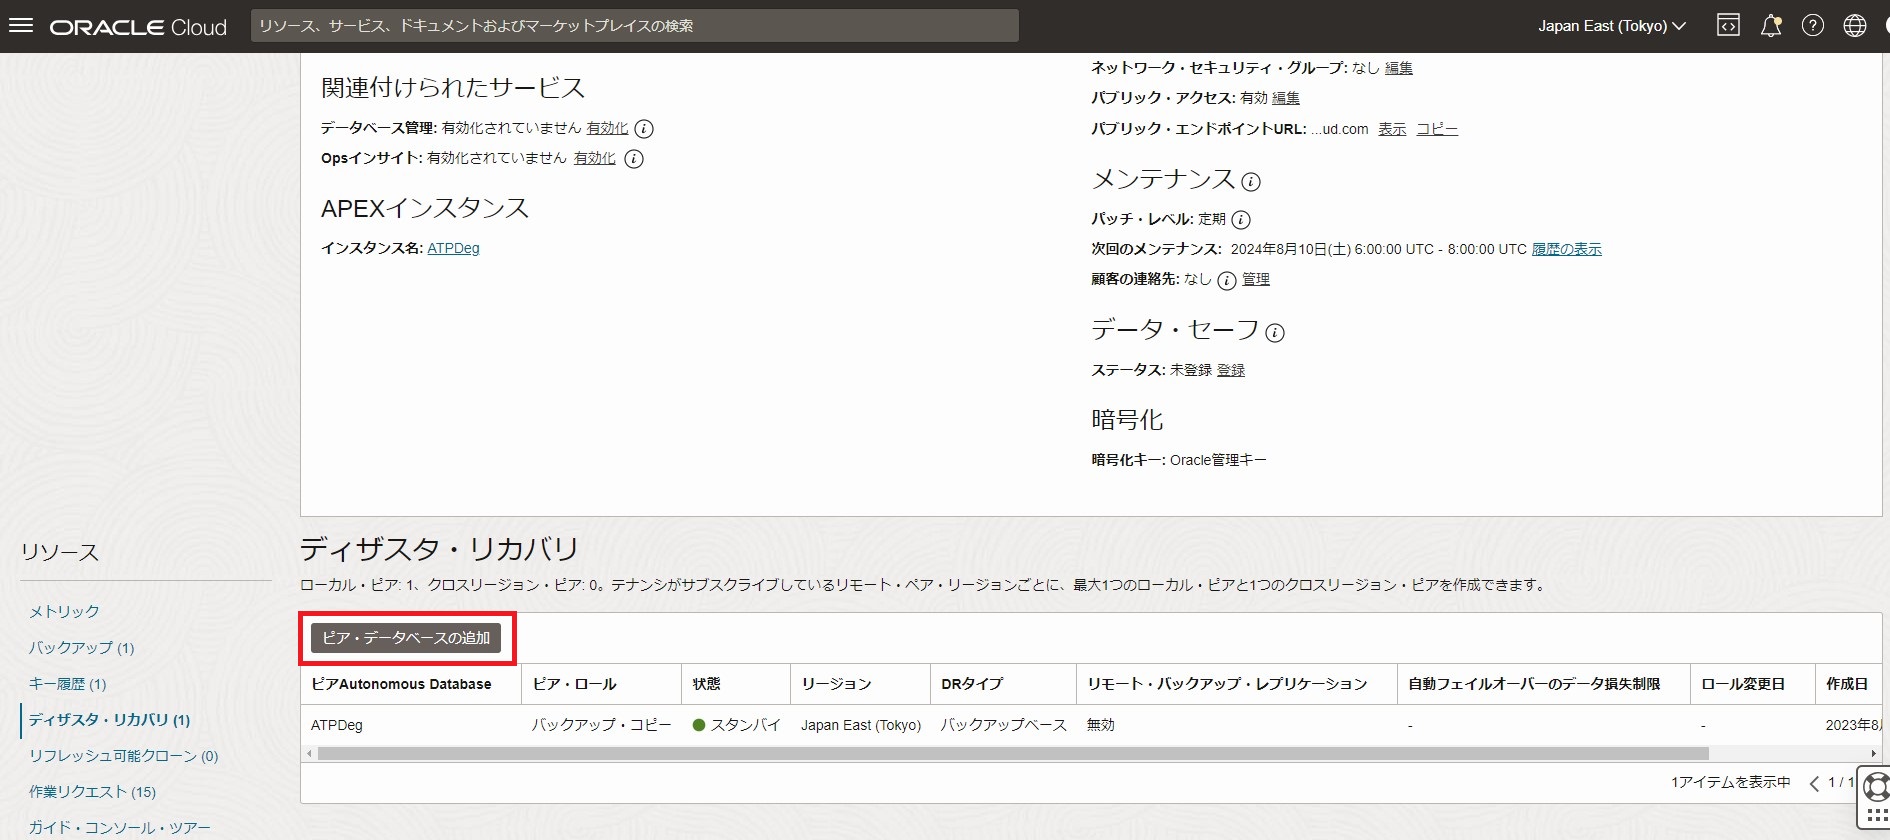 ORACLE Cloud
リソース、サービス、ドキュメントおよびマーケットプレイスの検索
Japan East (Tokyo)
関連付けられたサービス
データベース管理: 有効化されていません 有効化
Opsインサイト: 有効化されていません 有効化
APEXインスタンス
インスタンス名: ATPDeg
ネットワーク・セキュリティ・グループ: なし 編集
パブリック・アクセス: 有効 編集
パブリック・エンドポイントURL: ...ud.com 表示 コピー
メンテナンス
パッチ・レベル: 定期
次回のメンテナンス: 2024年8月10日(土) 6:00:00 UTC - 8:00:00 UTC 履歴の表示
顧客の連絡先: なし 管理
データ・セーフ
ステータス: 未登録 登録
暗号化
暗号化キー: Oracle管理キー
リソース
メトリック
バックアップ (1)
キー履歴 (1)
ディザスタ・リカバリ (1)
リフレッシュ可能クローン (0)
作業リクエスト (15)
ガイド・コンソール・ツアー
ディザスタ・リカバリ
ローカル・ピア: 1、クロスリージョン・ピア: 0。テナンシがサブスクライブしているリモート・ペア・リージョンごとに、最大1つのローカル・ピアと1つのクロスリージョン・ピアを作成できます。
ピア・データベースの追加
ピアAutonomous Database ピア・ロール 状態 リージョン DRタイプ リモート・バックアップ・レプリケーション 自動フェイルオーバーのデータ損失制限 ロール変更日 作成日
ATPDeg バックアップ・コピー スタンバイ Japan East (Tokyo) バックアップベース 無効 - - 2023年8
1アイテムを表示中 1 / 1